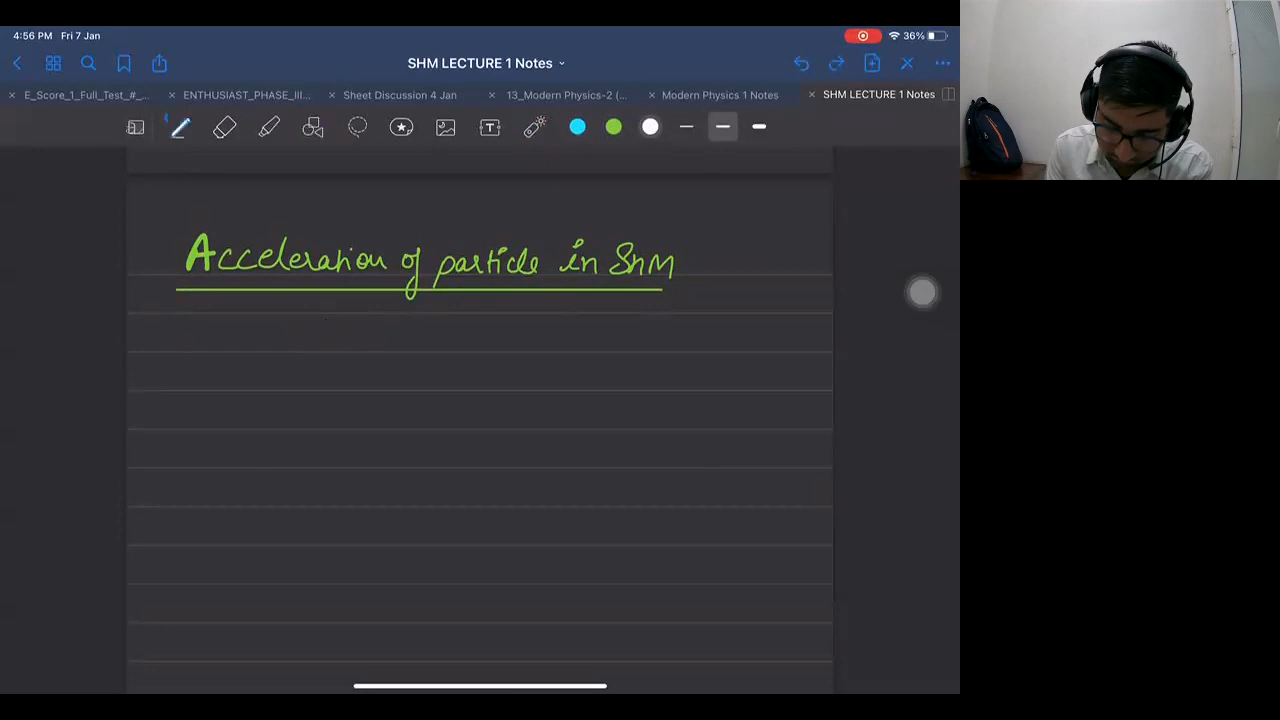 4:56 PM Fri 7 Jan
36%
SHM LECTURE 1 Notes
E_Score_1_Full_Test_#_...
ENTHUSIAST_PHASE_III...
Sheet Discussion 4 Jan
13_Modern Physics-2 (...
Modern Physics 1 Notes
SHM LECTURE 1 Notes
T
Acceleration of particle in ShM